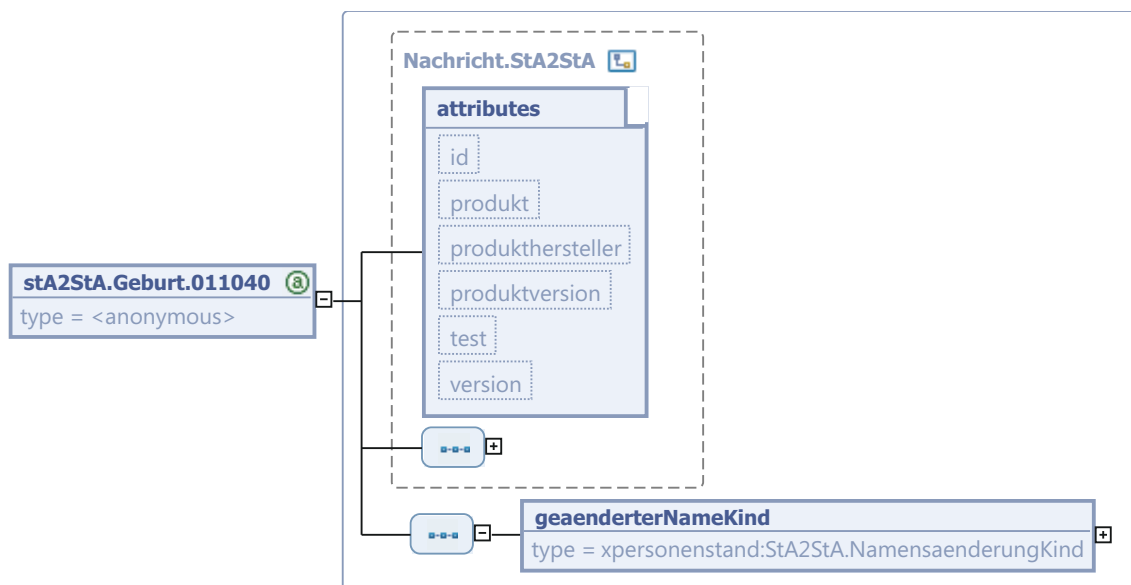 Nachricht.StA2StA
attributes
id
produkt
produkthersteller
produktversion
test
version
stA2StA.Geburt.011040
type = <anonymous>
geaenderterNameKind
type = xpersonenstand:StA2StA.NamensaenderungKind